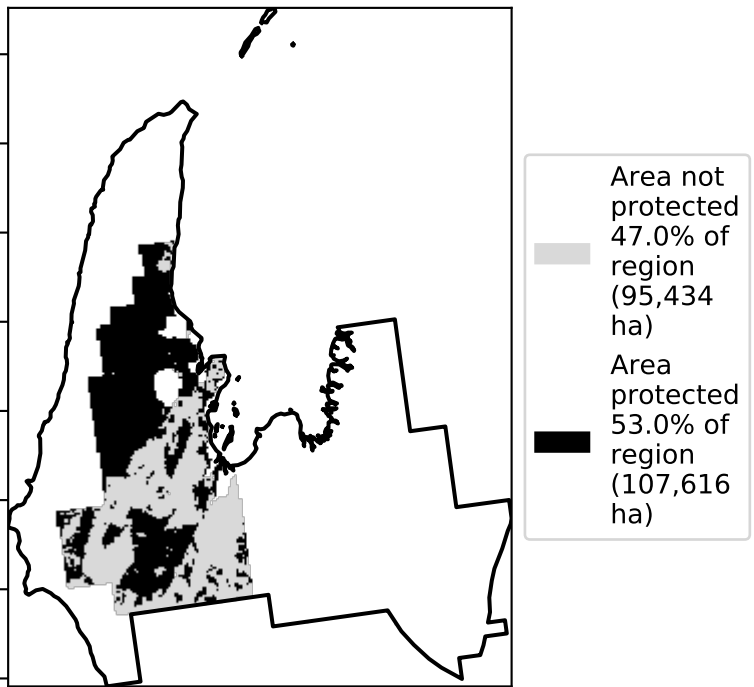 Area not
protected
47.0% of
region
(95,434
ha)
Area
protected
53.0% of
region
(107,616
ha)